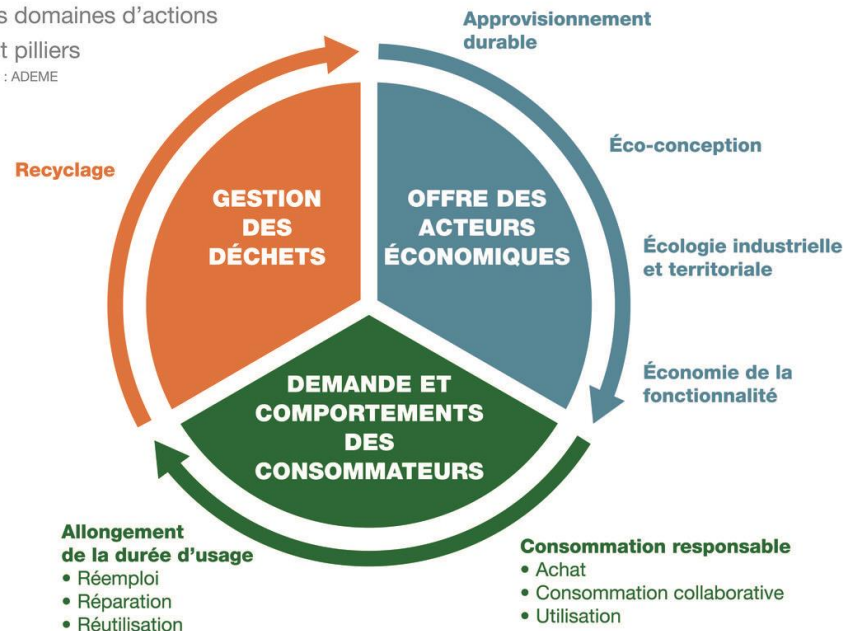 s domaines d'actions
t pilliers
: ADEME
Approvisionnement
durable
Éco-conception
Écologie industrielle
et territoriale
Économie de la
fonctionnalité
Recyclage
GESTION
DES
DÉCHETS
OFFRE DES
ACTEURS
ÉCONOMIQUES
DEMANDE ET
COMPORTEMENTS
DES
CONSOMMATEURS
Allongement
de la durée d'usage
• Réemploi
• Réparation
• Réutilisation
Consommation responsable
• Achat
• Consommation collaborative
• Utilisation